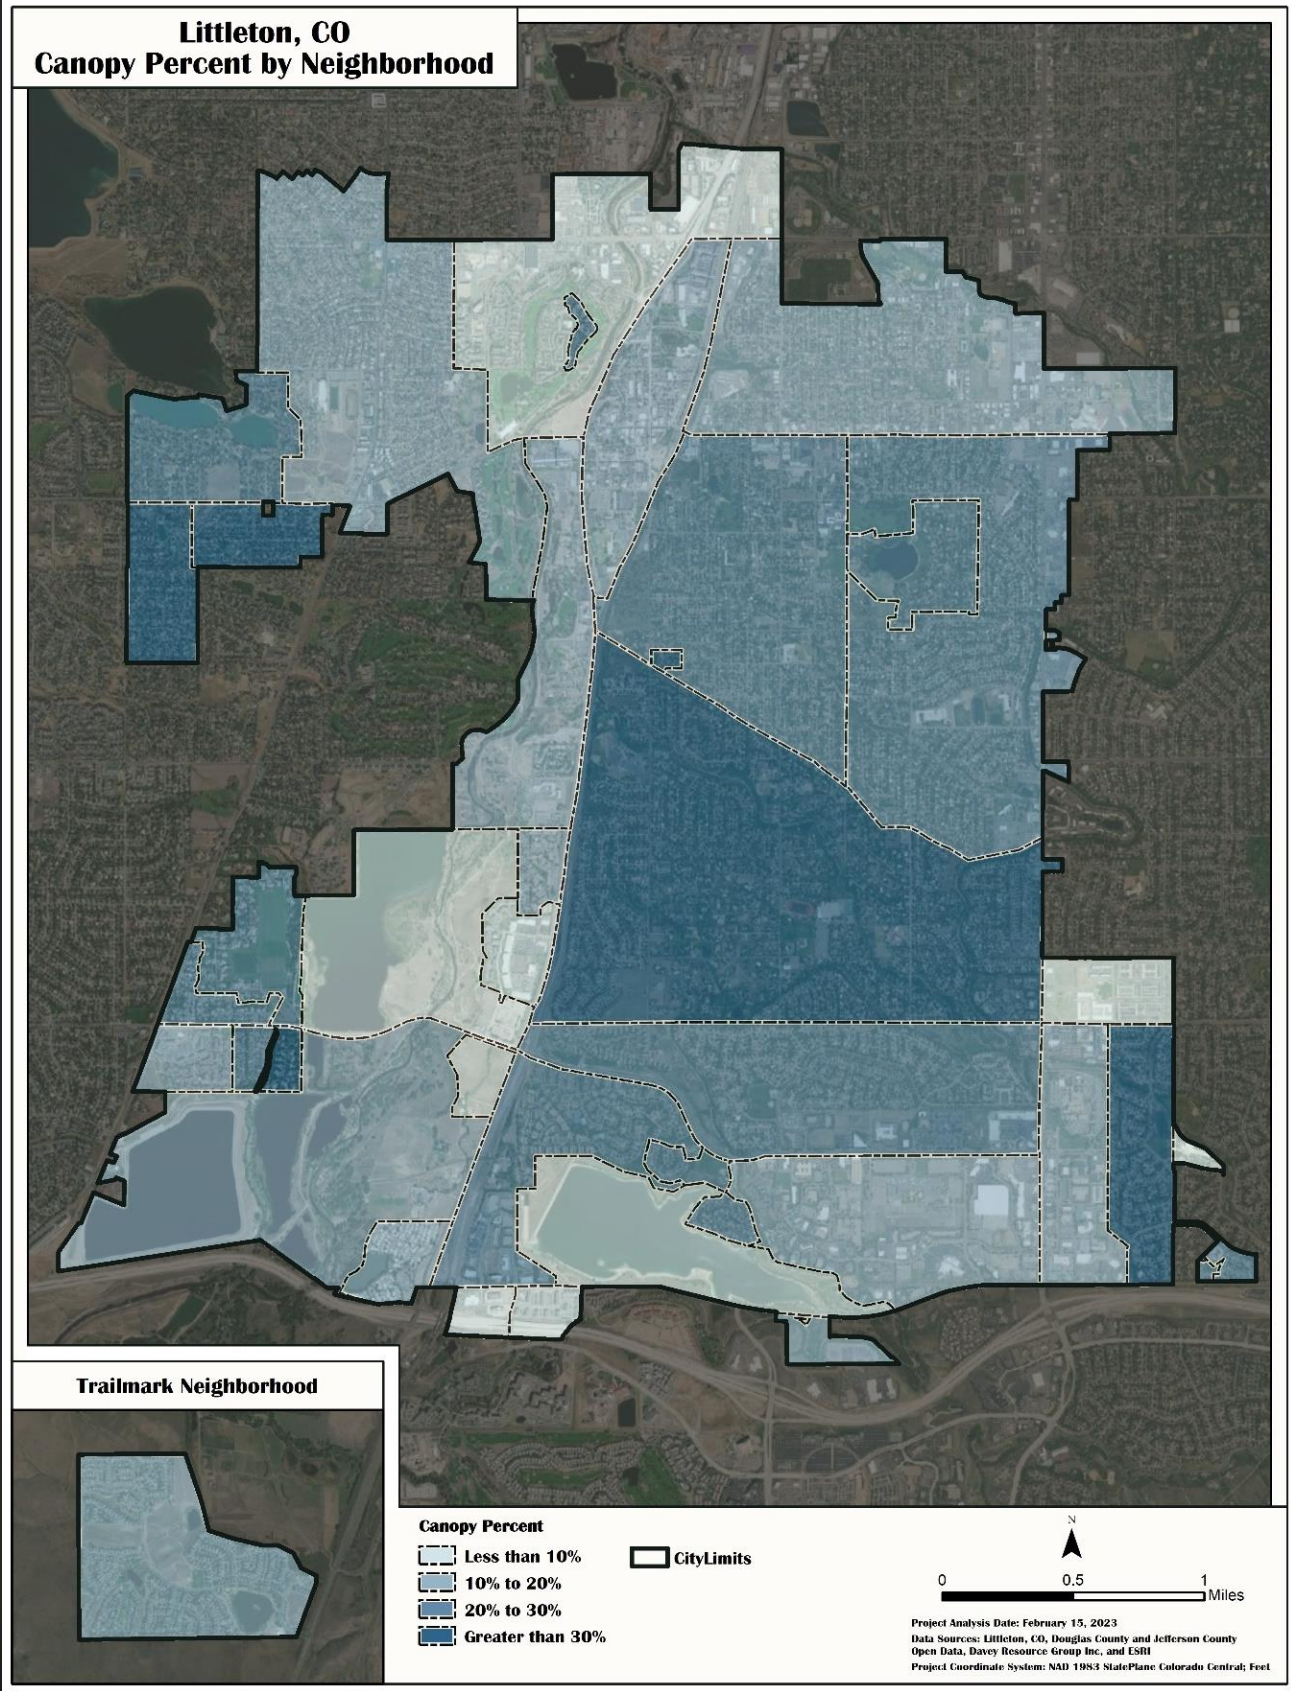 Littleton, CO
Canopy Percent by Neighborhood
Trailmark Neighborhood
Canopy Percent
Less than 10%
10% to 20%
20% to 30%
Greater than 30%
CityLimits
N
0 0.5 1
Miles
Project Analysis Date: February 15, 2023
Data Sources: Littleton, CO, Douglas County and Jefferson County
Open Data, Davey Resource Group Inc, and ESRI
Project Coordinate System: NAD 1983 StatePlane Colorado Central; Feet